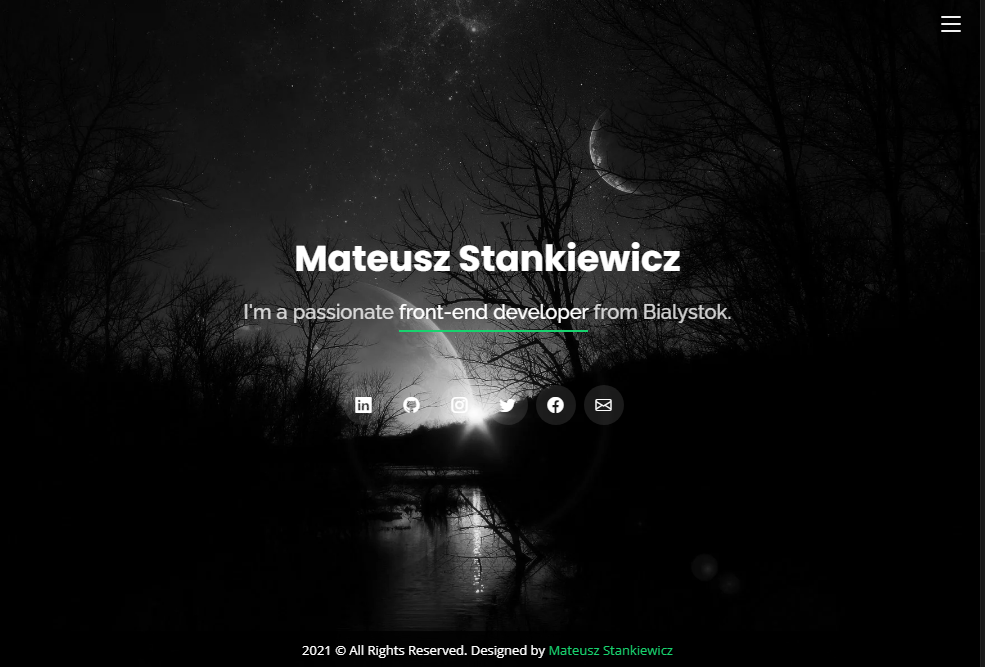 Mateusz Stankiewicz
I'm a passionate front-end developer from Bialystok.
2021 © All Rights Reserved. Designed by Mateusz Stankiewicz